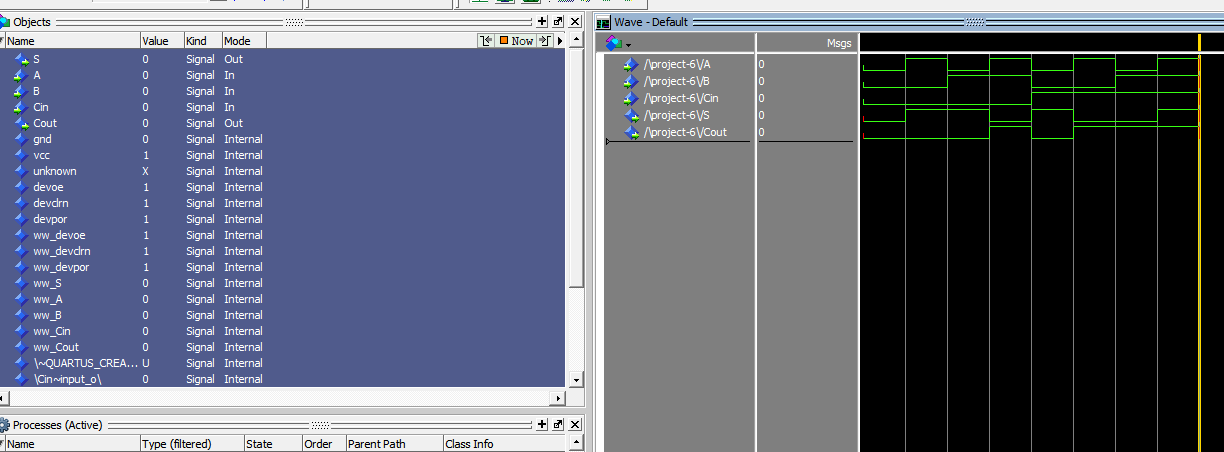 Objects
Name Value Kind Mode Now
S 0 Signal Out
A 0 Signal In
B 0 Signal In
Cin 0 Signal In
Cout 0 Signal Out
gnd 0 Signal Internal
vcc 1 Signal Internal
unknown X Signal Internal
devoe 1 Signal Internal
devclrn 1 Signal Internal
devpor 1 Signal Internal
ww_devoe 1 Signal Internal
ww_devclrn 1 Signal Internal
ww_devpor 1 Signal Internal
ww_S 0 Signal Internal
ww_A 0 Signal Internal
ww_B 0 Signal Internal
ww_Cin 0 Signal Internal
ww_Cout 0 Signal Internal
\~QUARTUS_CREA... U Signal Internal
\Cin~input_o\ 0 Signal Internal
Processes (Active)
Name Type (filtered) State Order Parent Path Class Info
Wave - Default
Msgs
/\project-6\/A 0
/\project-6\/B 0
/\project-6\/Cin 0
/\project-6\/S 0
/\project-6\/Cout 0